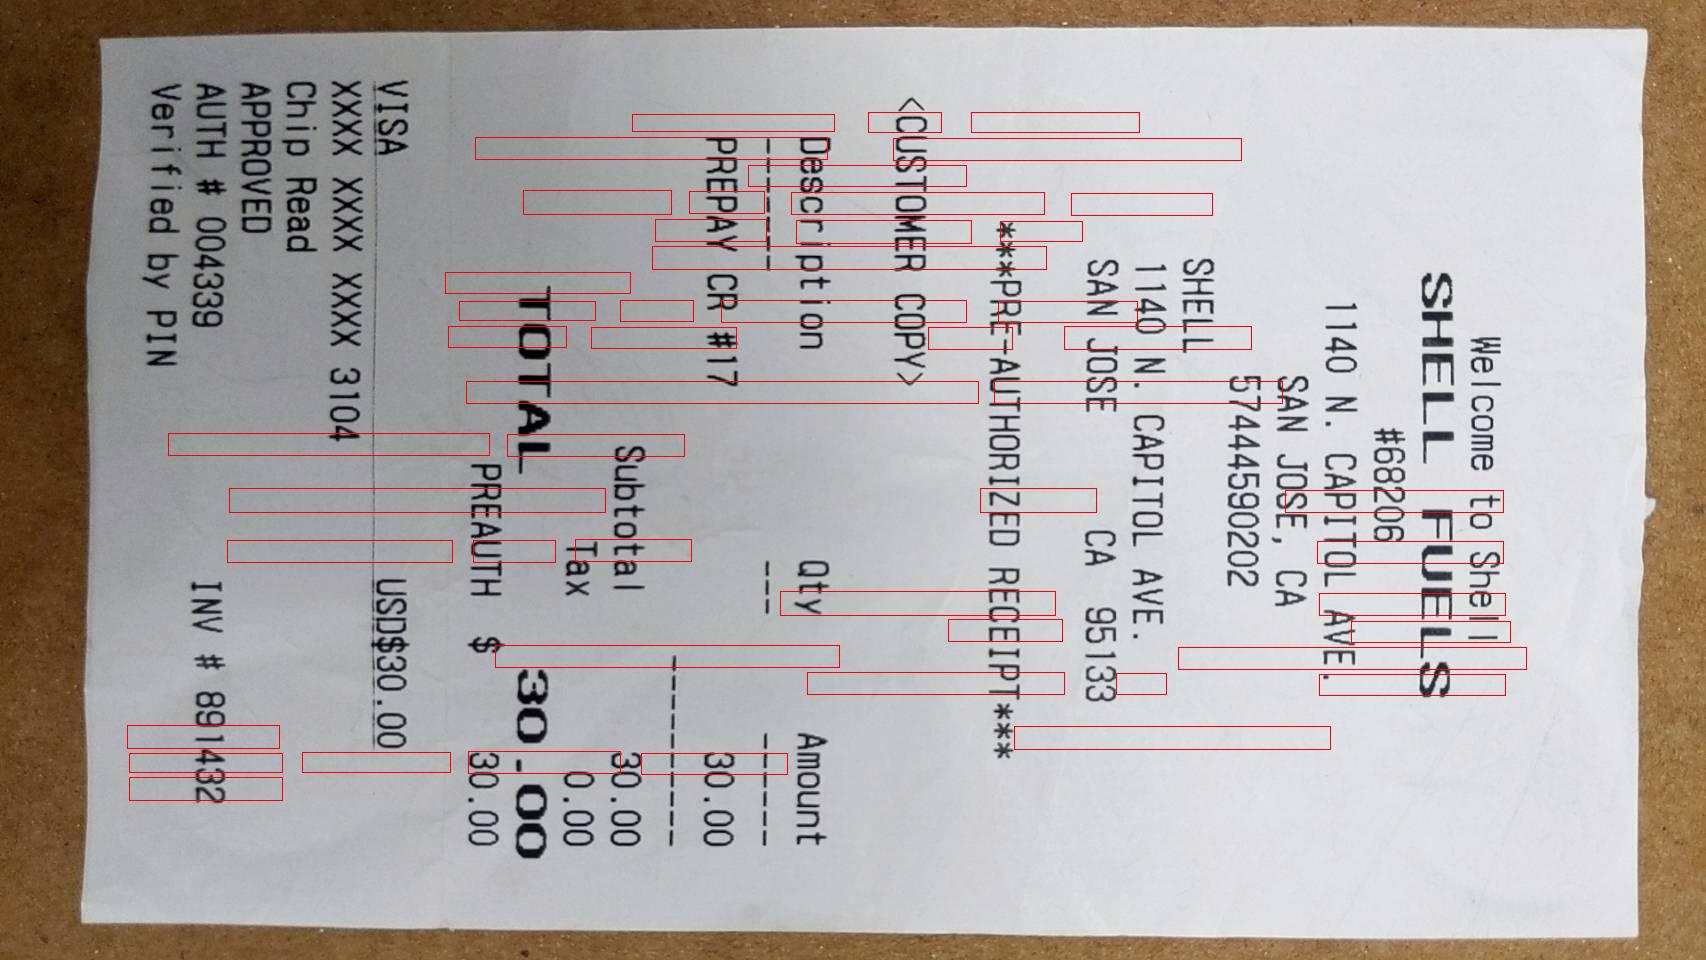 Welcome to Shell
SHELL FUELS
#68206
1140 N. CAPITOL AVE.
SAN JOSE, CA
57444590202
SHELL
1140 N. CAPITOL AVE.
SAN JOSE CA 95133
***PRE-AUTHORIZED RECEIPT***
<CUSTOMER COPY>
Description Qty Amount
------ --- ------
PREPAY CR #17 30.00
----------
Subtotal 30.00
Tax 0.00
TOTAL 30.00
PREAUTH $ 30.00
VISA USD$30.00
XXXX XXXX XXXX 3104
Chip Read
APPROVED
AUTH # 004339 INV # 891432
Verified by PIN